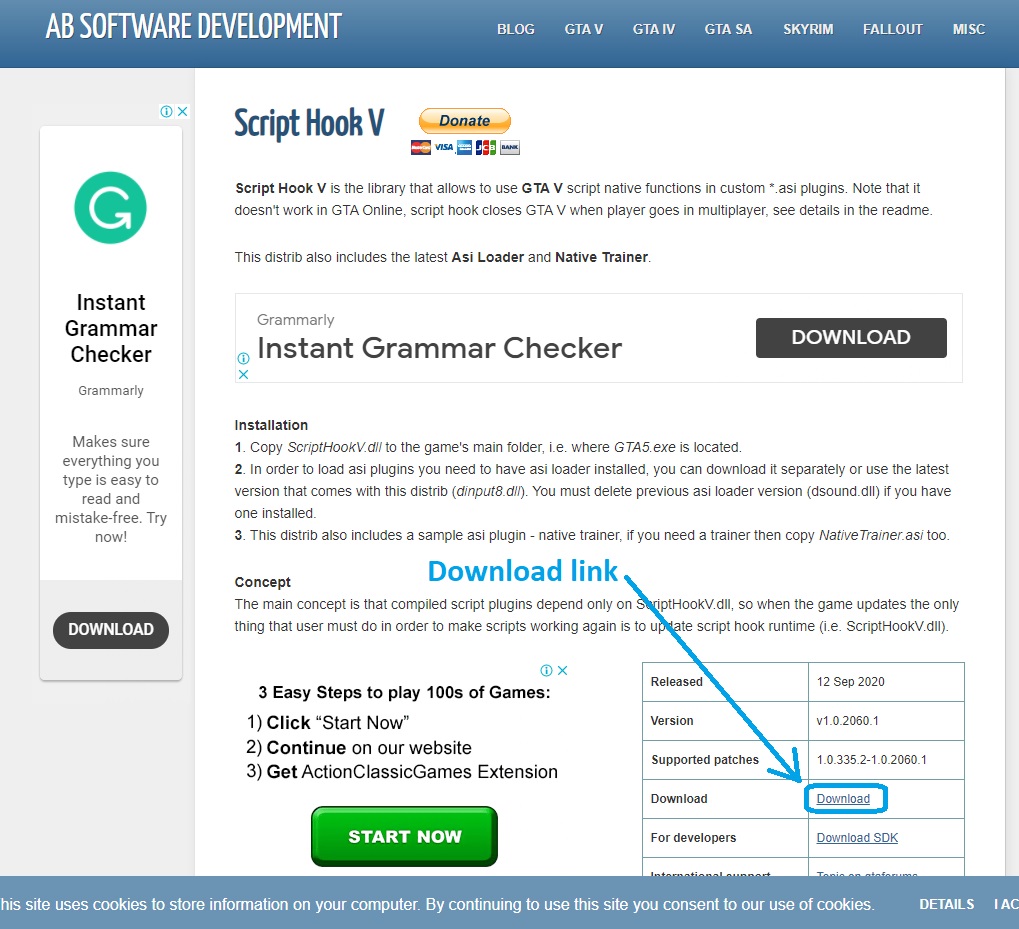 AB SOFTWARE DEVELOPMENT
BLOG GTA V GTA IV GTA SA SKYRIM FALLOUT MISC
Instant
Grammar
Checker
Grammarly
Makes sure
everything you
type is easy to
read and
mistake-free. Try
now!
DOWNLOAD
Script Hook V
Donate
MasterCard VISA JCB BANK
Script Hook V is the library that allows to use GTA V script native functions in custom *.asi plugins. Note that it
doesn't work in GTA Online, script hook closes GTA V when player goes in multiplayer, see details in the readme.
This distrib also includes the latest Asi Loader and Native Trainer.
Grammarly
Instant Grammar Checker
DOWNLOAD
Installation
1. Copy ScriptHookV.dll to the game's main folder, i.e. where GTA5.exe is located.
2. In order to load asi plugins you need to have asi loader installed, you can download it separately or use the latest
version that comes with this distrib (dinput8.dll). You must delete previous asi loader version (dsound.dll) if you have
one installed.
3. This distrib also includes a sample asi plugin - native trainer, if you need a trainer then copy NativeTrainer.asi too.
Download link
Concept
The main concept is that compiled script plugins depend only on ScriptHookV.dll, so when the game updates the only
thing that user must do in order to make scripts working again is to update script hook runtime (i.e. ScriptHookV.dll).
3 Easy Steps to play 100s of Games:
1) Click “Start Now”
2) Continue on our website
3) Get ActionClassicGames Extension
START NOW
Released 12 Sep 2020
Version v1.0.2060.1
Supported patches 1.0.335.2-1.0.2060.1
Download Download
For developers Download SDK
International support Topic on gtaforums
his site uses cookies to store information on your computer. By continuing to use this site you consent to our use of cookies. DETAILS I AC